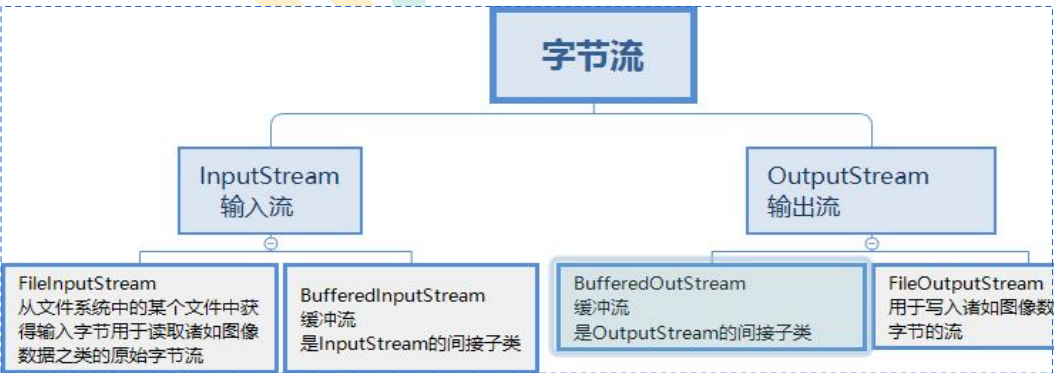 字节流
InputStream
输入流
OutputStream
输出流
FileInputStream
从文件系统中的某个文件中获
得输入字节用于读取诸如图像
数据之类的原始字节流
BufferedInputStream
缓冲流
是InputStream的间接子类
BufferedOutStream
缓冲流
是OutputStream的间接子类
FileOutputStream
用于写入诸如图像数
字节的流